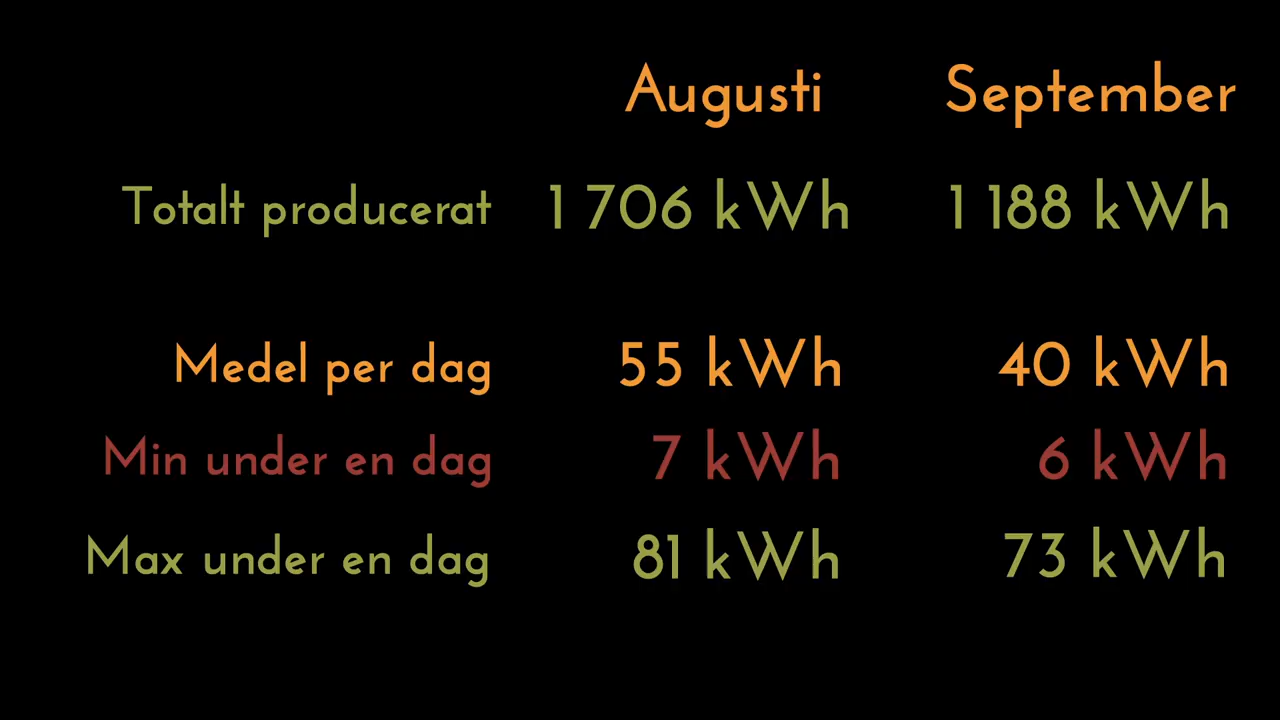 Augusti September
Totalt producerat 1 706 kWh 1 188 kWh
Medel per dag 55 kWh 40 kWh
Min under en dag 7 kWh 6 kWh
Max under en dag 81 kWh 73 kWh